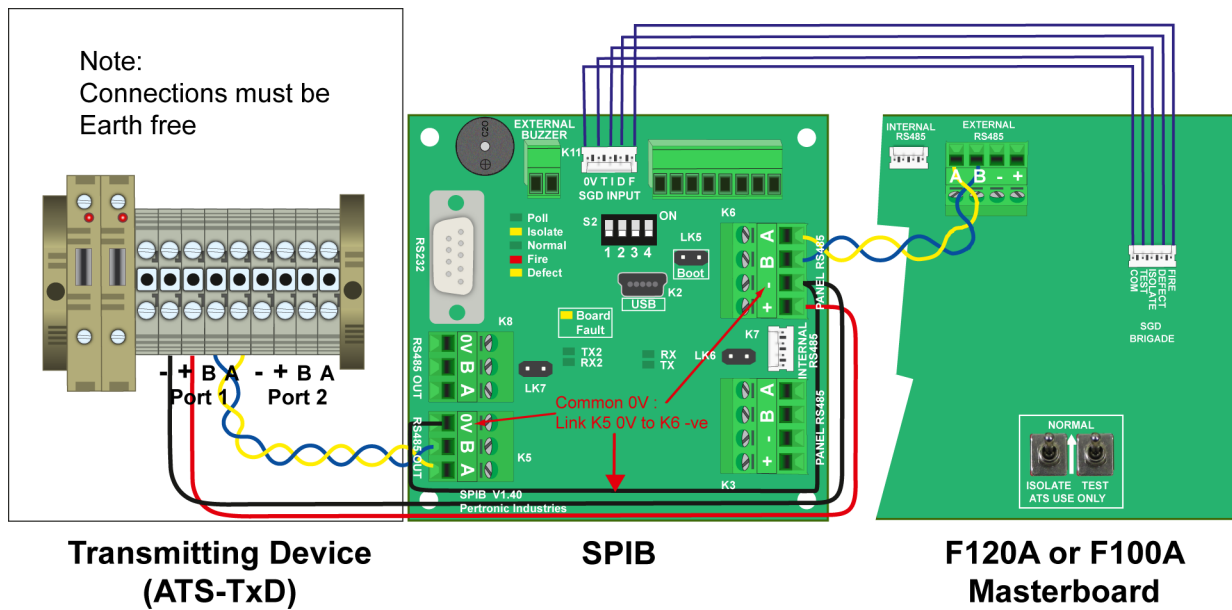 Note:
Connections must be
Earth free
- + B A - + B A
Port 1 Port 2
Transmitting Device
(ATS-TxD)
C2O
EXTERNAL
BUZZER
K11
0V T I D F
SGD INPUT
RS232
Poll
Isolate
Normal
Fire
Defect
S2
ON
1 2 3 4
LK5
Boot
K2
USB
Board
Fault
K6
A
B
-
+
PANEL RS485
K8
RS485 OUT
0V
B
A
LK7
TX2
RX2
RX
TX
K7
LK6
INTERNAL
RS485
Common 0V :
Link K5 0V to K6 -ve
RS485 OUT
0V
B
A
K5
A
B
-
+
PANEL RS485
K3
SPIB V1.40
Pertronic Industries
SPIB
INTERNAL
RS485
EXTERNAL
RS485
A B - +
FIRE
DEFECT
ISOLATE
TEST
COM
SGD
BRIGADE
NORMAL
ISOLATE TEST
ATS USE ONLY
F120A or F100A
Masterboard